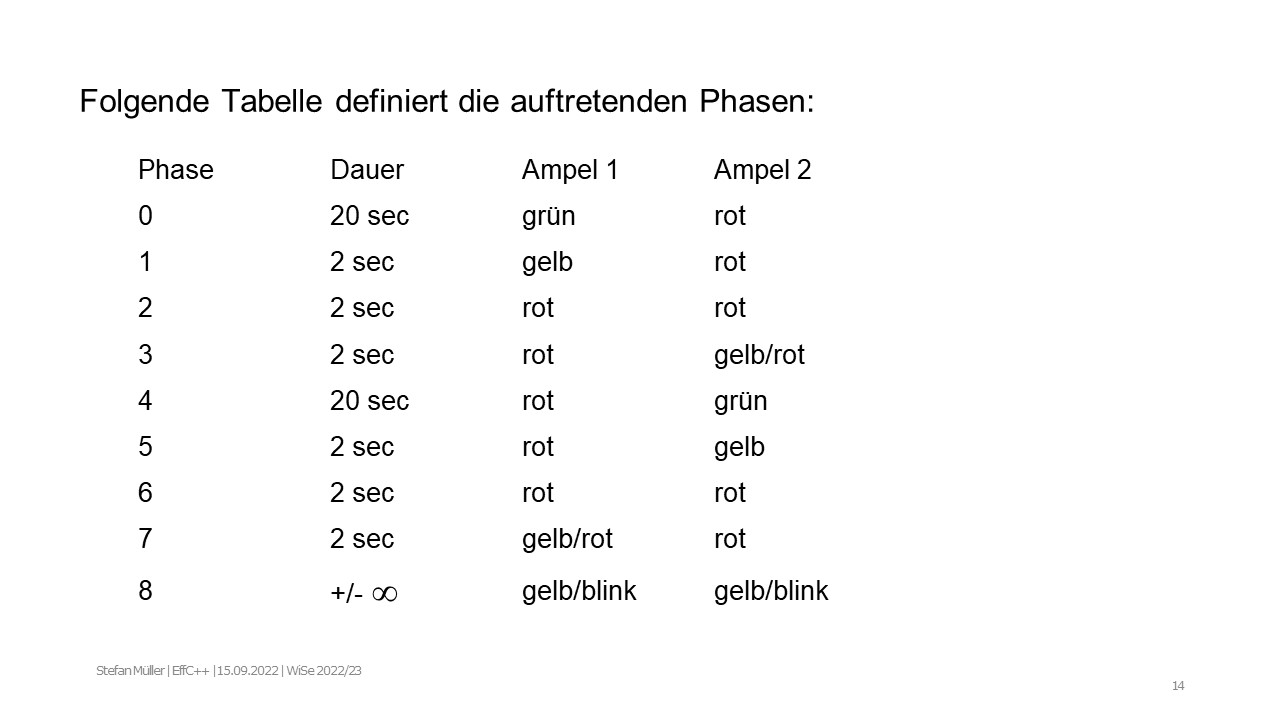 Folgende Tabelle definiert die auftretenden Phasen:
Phase Dauer Ampel 1 Ampel 2
0 20 sec grün rot
1 2 sec gelb rot
2 2 sec rot rot
3 2 sec rot gelb/rot
4 20 sec rot grün
5 2 sec rot gelb
6 2 sec rot rot
7 2 sec gelb/rot rot
8 +/- ∞ gelb/blink gelb/blink
Stefan Müller | EffC++ | 15.09.2022 | WiSe 2022/23
14